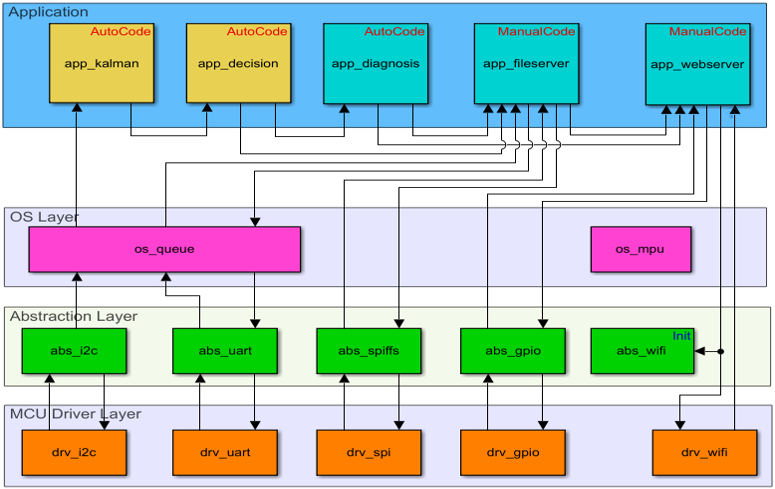 Application
AutoCode
AutoCode
AutoCode
ManualCode
ManualCode
app_kalman
app_decision
app_diagnosis
app_fileserver
app_webserver
OS Layer
os_queue
os_mpu
Abstraction Layer
Init
abs_i2c
abs_uart
abs_spiffs
abs_gpio
abs_wifi
MCU Driver Layer
drv_i2c
drv_uart
drv_spi
drv_gpio
drv_wifi